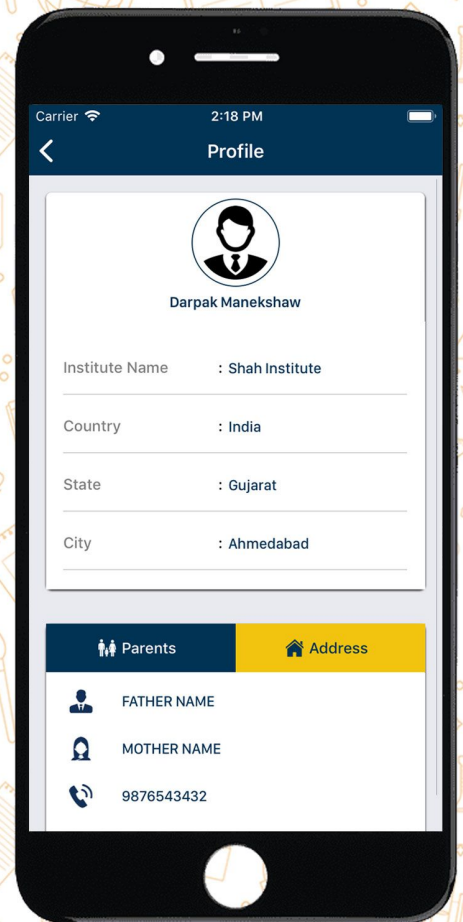 Carrier 2:18 PM
Profile
Darpak Manekshaw
Institute Name : Shah Institute
Country : India
State : Gujarat
City : Ahmedabad
Parents Address
FATHER NAME
MOTHER NAME
9876543432